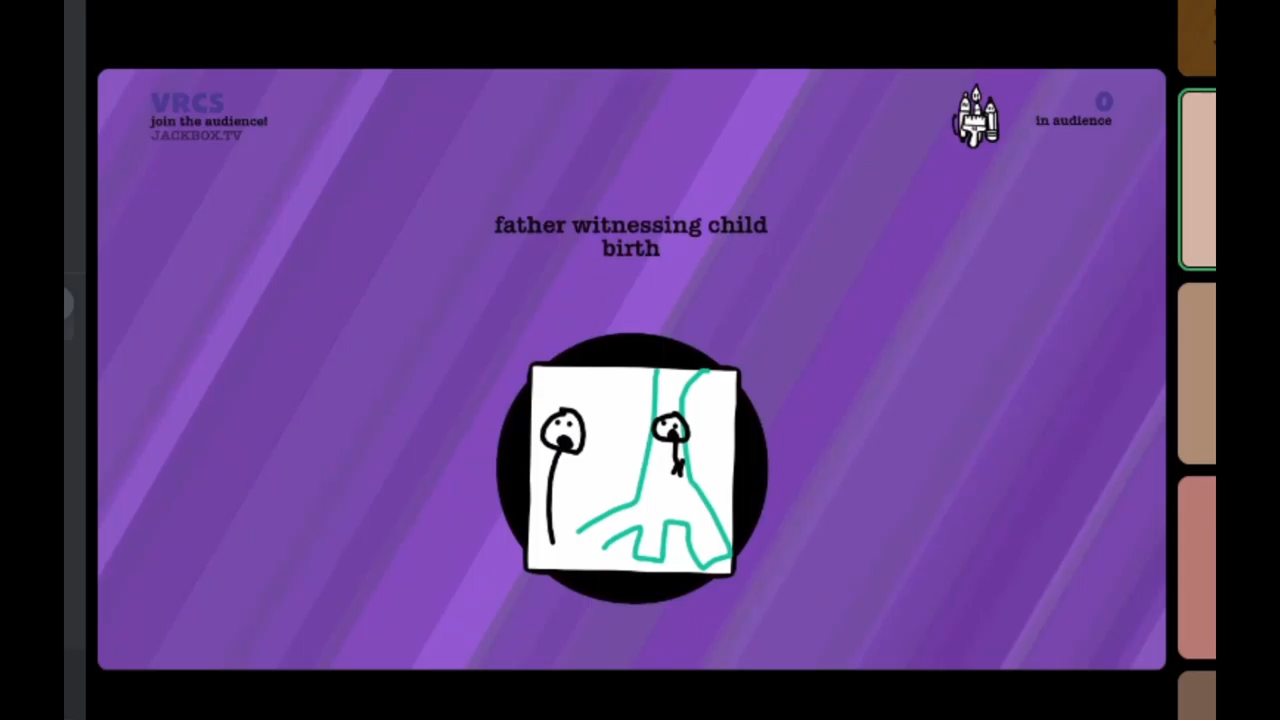 VRCS
join the audience!
JACKBOX.TV
0
in audience
father witnessing child
birth